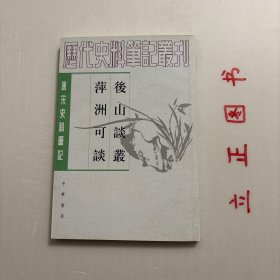 歷代史料筆記叢刊
後山談叢
萍洲可談
唐宋史料筆記
中華書局
立正图书